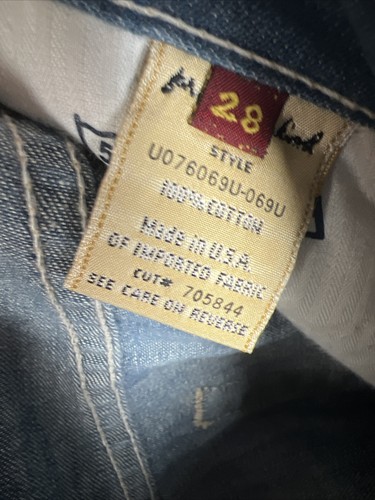 28
STYLE
U076069U-069U
100% COTTON
MADE IN U.S.A.
OF IMPORTED FABRIC
CUT# 705844
SEE CARE ON REVERSE